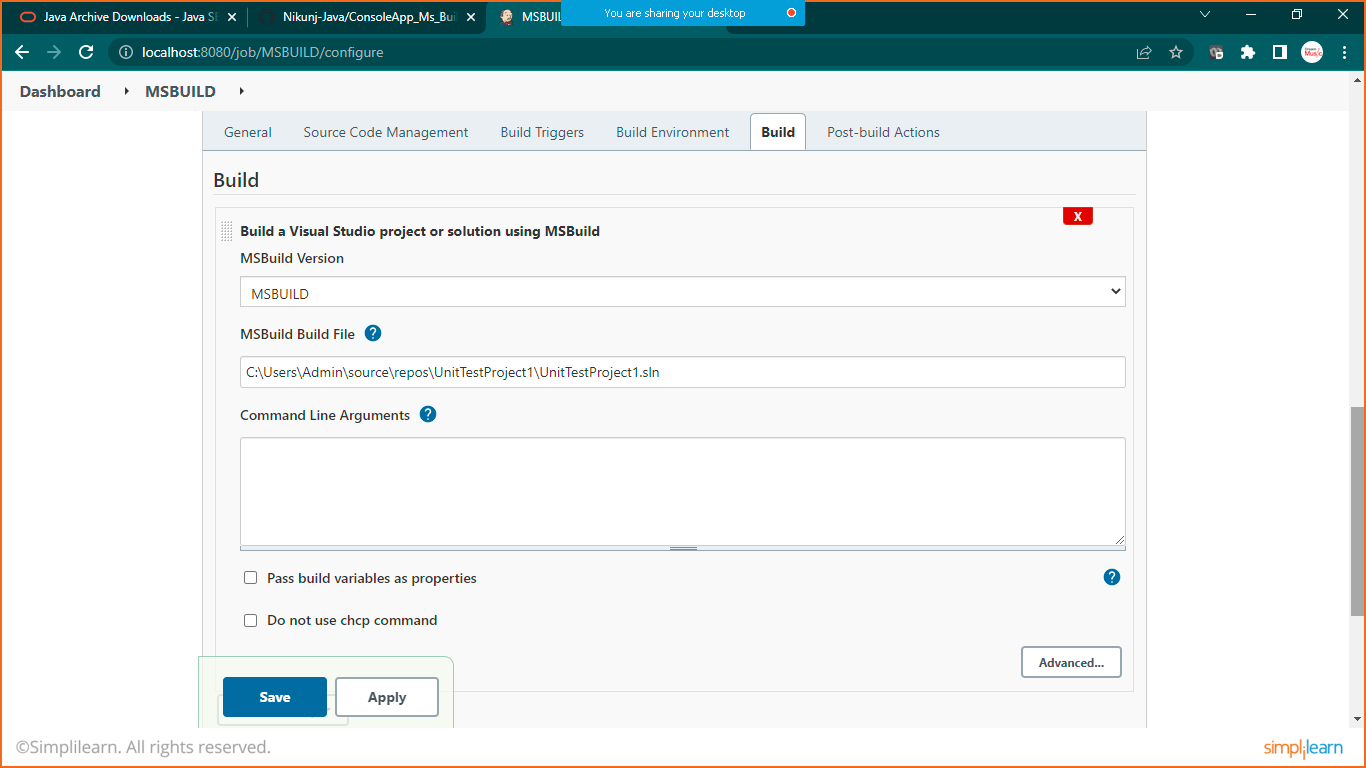 Java Archive Downloads - Java SE
Nikunj-Java/ConsoleApp_Ms_Bui
MSBUIL
You are sharing your desktop
localhost:8080/job/MSBUILD/configure
Dashboard
MSBUILD
General
Source Code Management
Build Triggers
Build Environment
Build
Post-build Actions
Build
X
Build a Visual Studio project or solution using MSBuild
MSBuild Version
MSBUILD
MSBuild Build File ?
C:\Users\Admin\source\repos\UnitTestProject1\UnitTestProject1.sln
Command Line Arguments ?
Pass build variables as properties ?
Do not use chcp command
Advanced...
Save
Apply
©Simplilearn. All rights reserved.
simplilearn